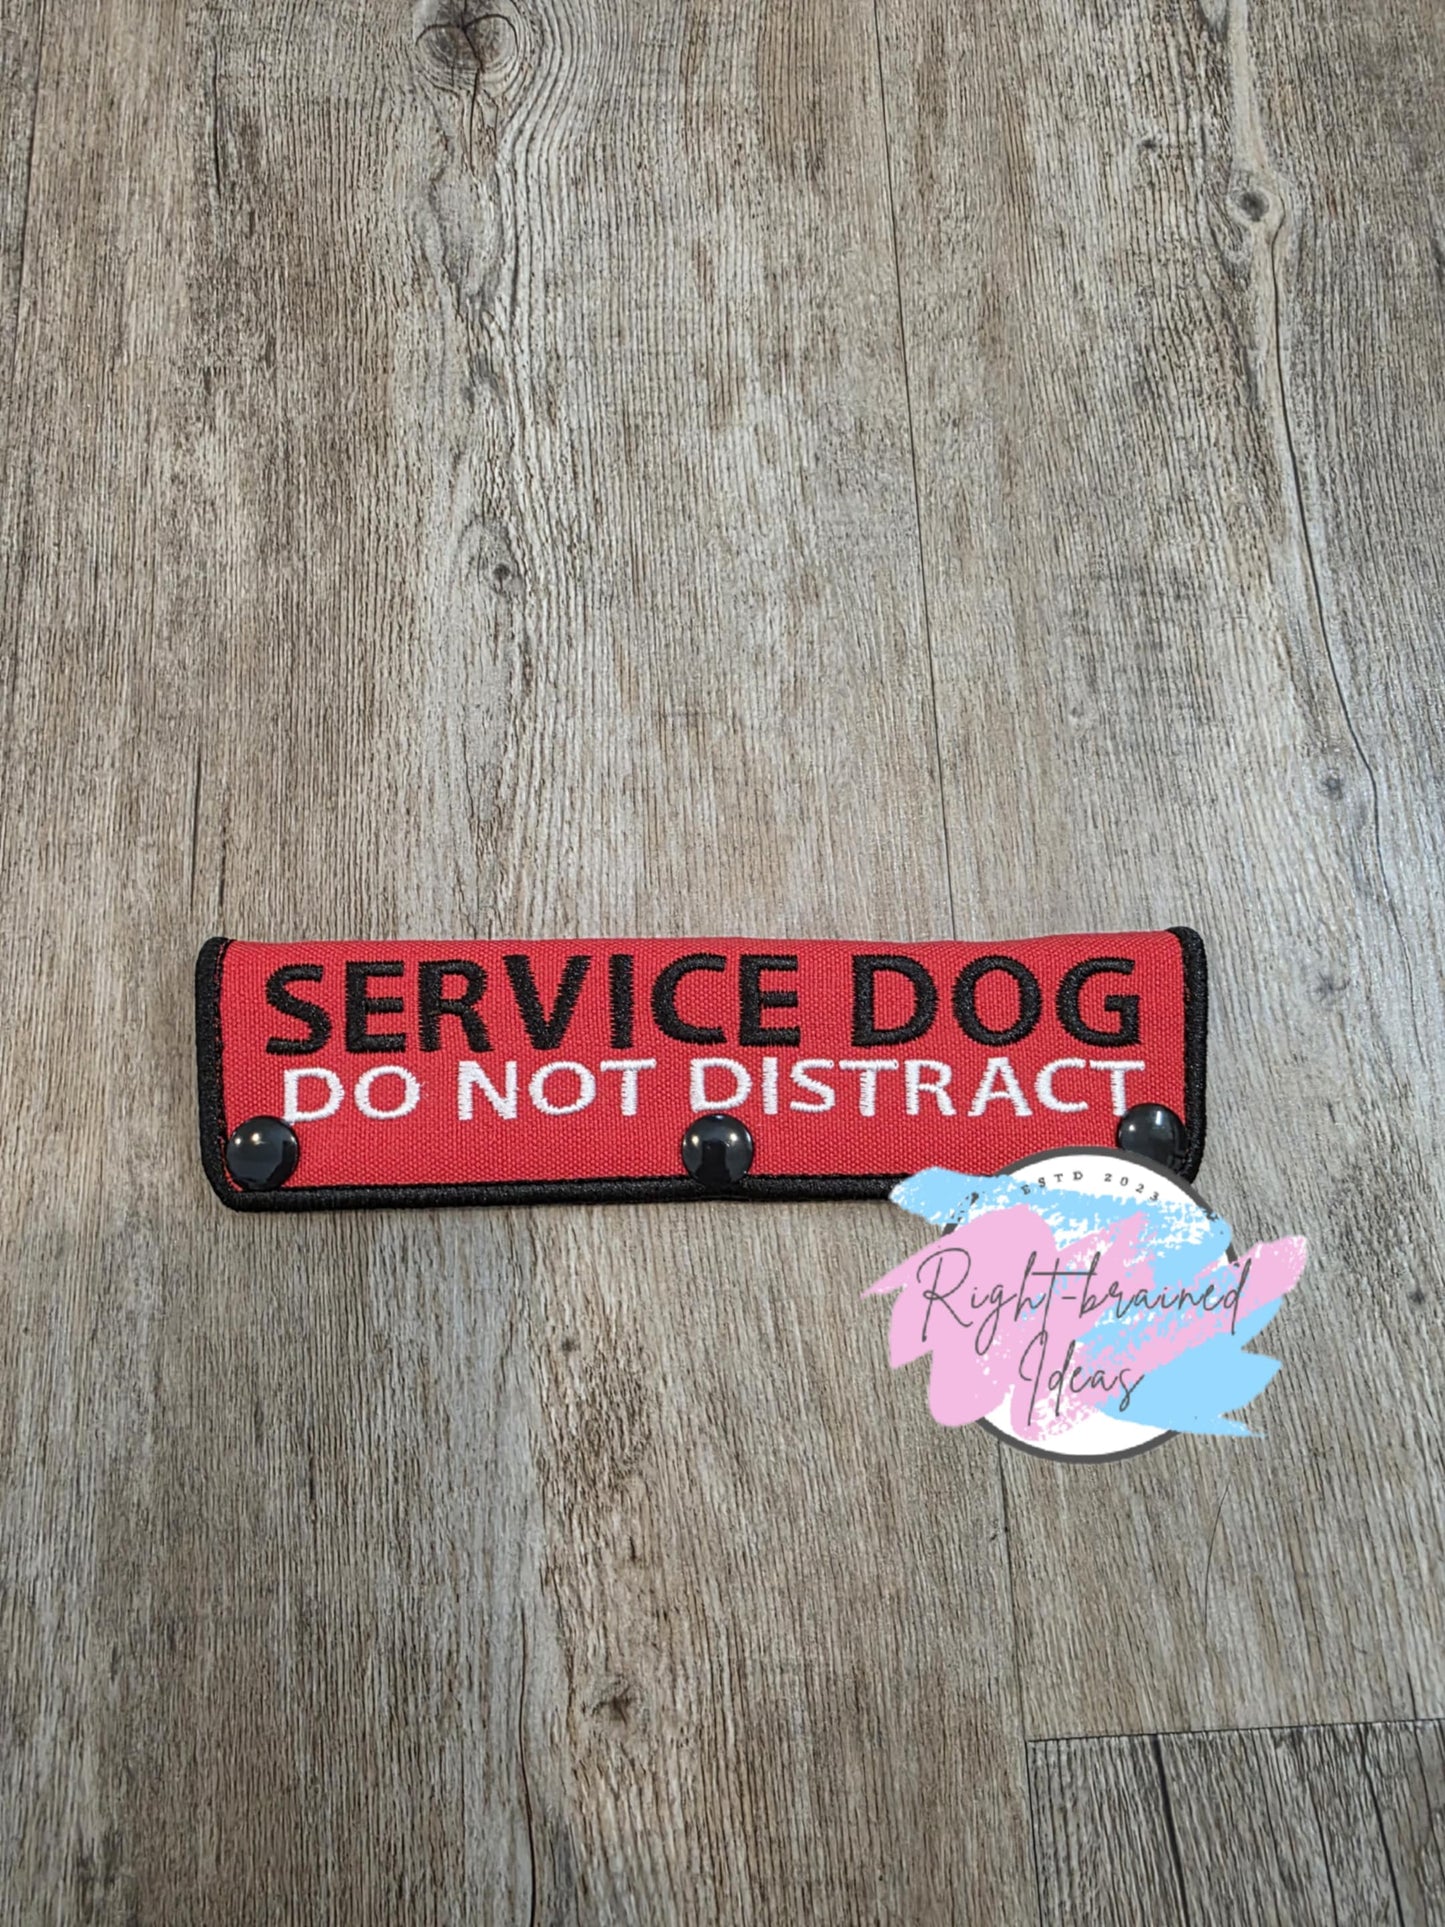 SERVICE DOG
DO NOT DISTRACT
ESTD 2023
Right-brained
Ideas